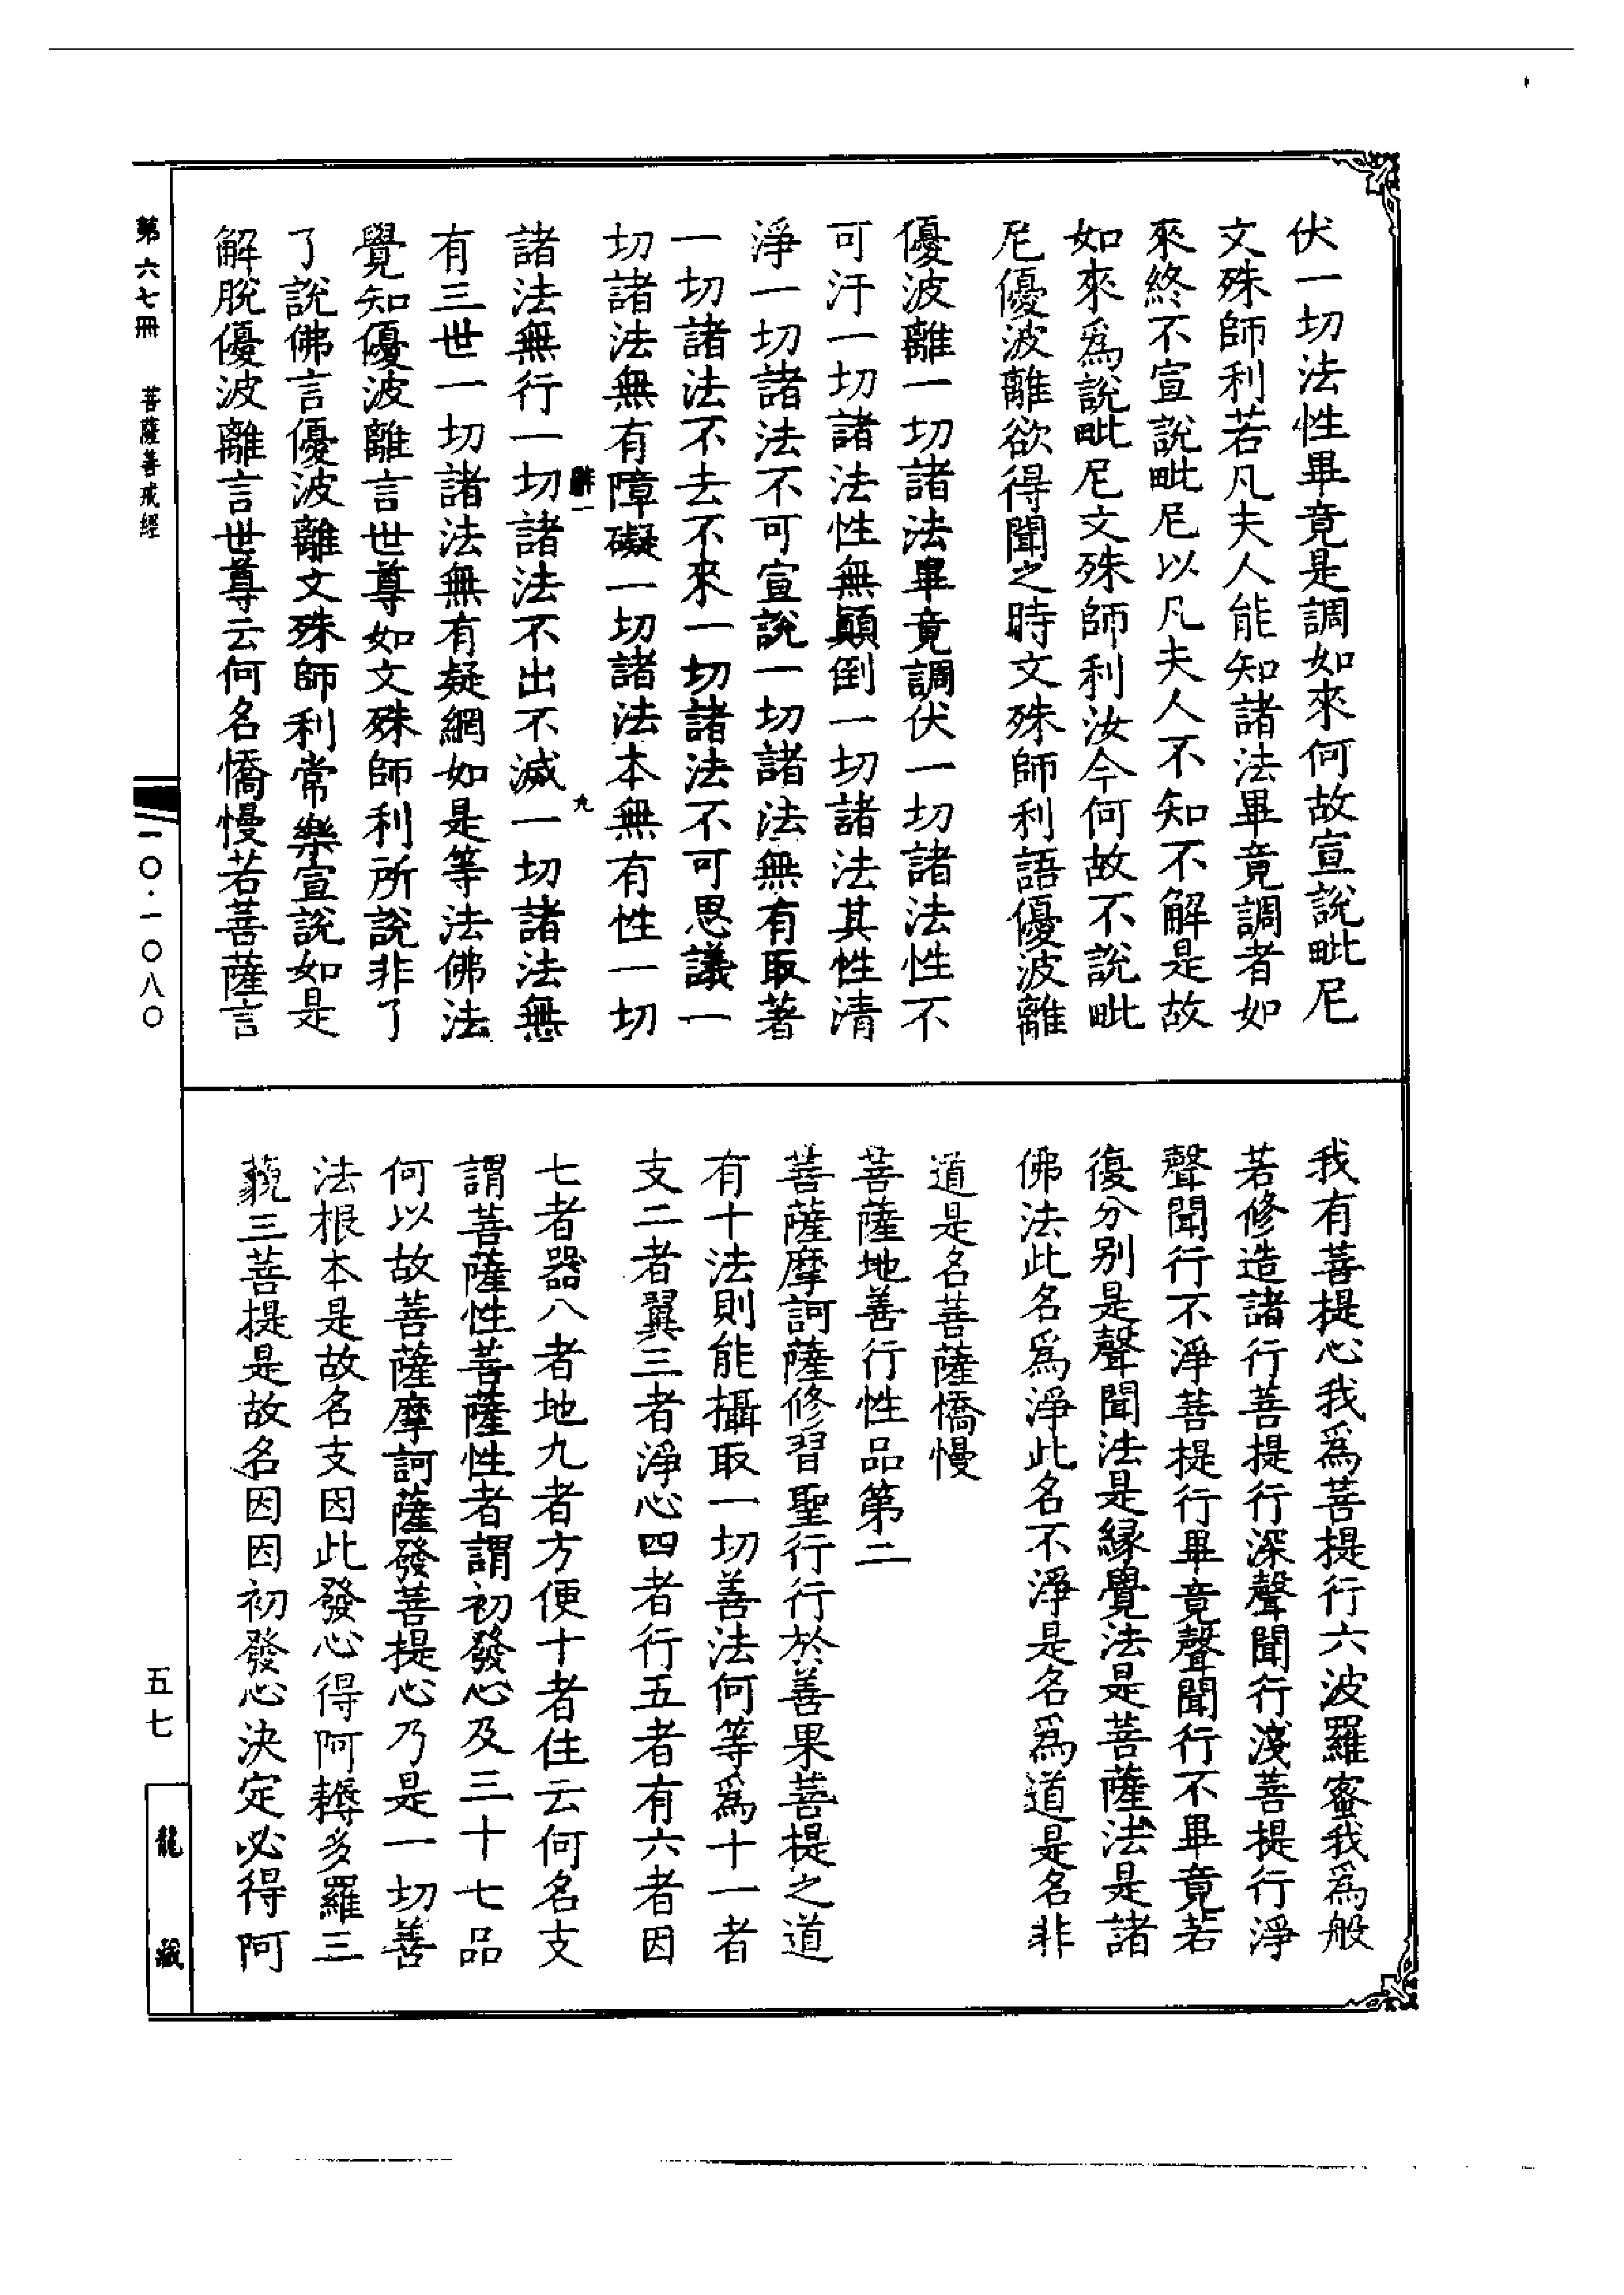 伏一切法性畢竟是調如來何故宣說毗尼
文殊師利若凡夫人能知諸法畢竟調者如
來終不宣說毗尼以凡夫人不知不解是故
如來爲說毗尼文殊師利汝今何故不說毗
尼優波離欲得聞之時文殊師利語優波離
優波離一切諸法畢竟調伏一切諸法性不
可汙一切諸法性無顚倒一切諸法其性清
淨一切諸法不可宣說一切諸法無有取著
一切諸法不去不來一切諸法不可思議一
切諸法無有障礙一切諸法本無有性一切
諸法無行一切諸法不出不滅一切諸法無
有三世一切諸法無有疑網如是等法佛法
覺知優波離言世尊如文殊師利所說非了
了說佛言優波離文殊師利常樂宣說如是
解脫優波離言世尊云何名憍慢若菩薩言
我有菩提心我爲菩提行六波羅蜜我爲般
若修造諸行菩提行深聲聞行淺菩提行淨
聲聞行不淨菩提行畢竟聲聞行不畢竟若
復分别是聲聞法是緣覺法是菩薩法是諸
佛法此名爲淨此名不淨是名爲道是名非
道是名菩薩憍慢
菩薩地善行性品第二
菩薩摩訶薩修習聖行行於善果菩提之道
有十法則能攝取一切善法何等爲十一者
支二者翼三者淨心四者行五者有六者因
七者器八者地九者方便十者住云何名支
謂菩薩性菩薩性者謂初發心及三十七品
何以故菩薩摩訶薩發菩提心乃是一切善
法根本是故名支因此發心得阿耨多羅三
藐三菩提是故名因因初發心決定必得阿
第六七冊　菩薩善戒經
一〇·一〇八〇
五七
龍藏
九